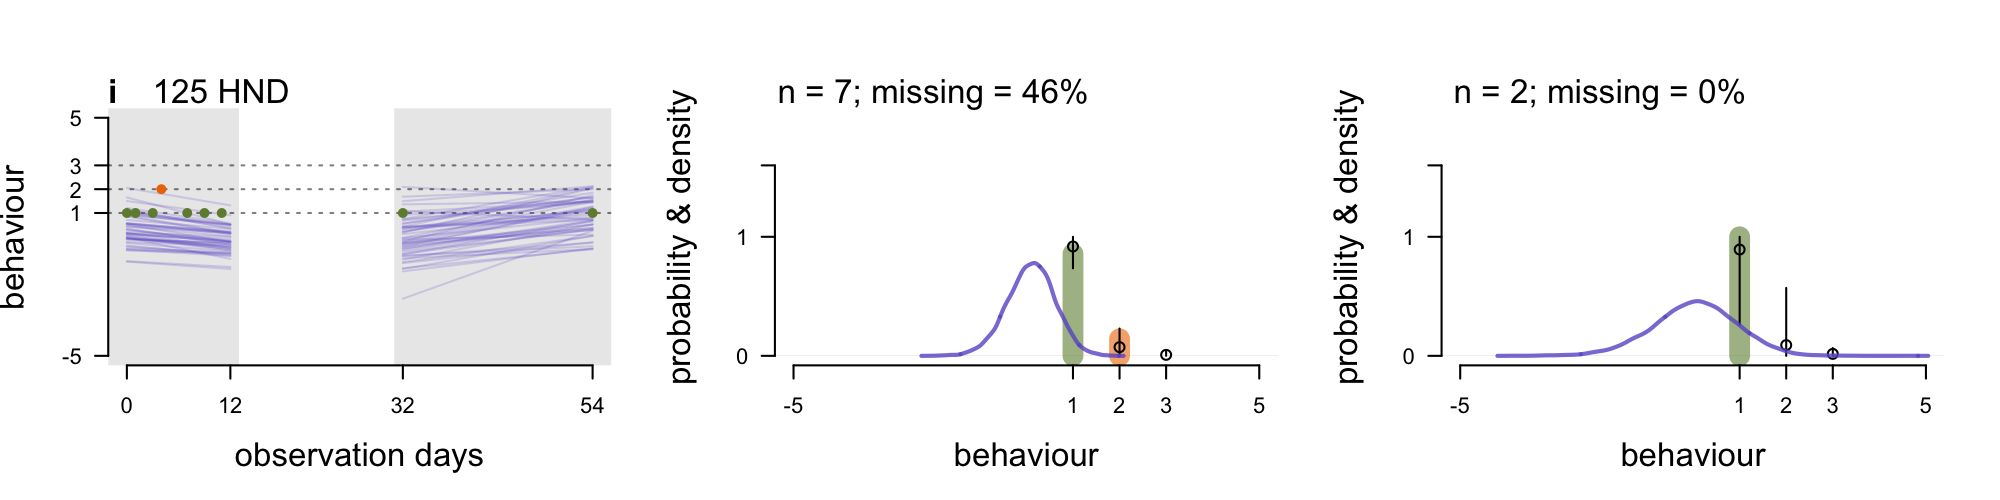 i 125 HND
behaviour
5
3
2
1
-5
0 12 32 54
observation days
n = 7; missing = 46%
probability & density
1
0
-5 1 2 3 5
behaviour
n = 2; missing = 0%
probability & density
1
0
-5 1 2 3 5
behaviour